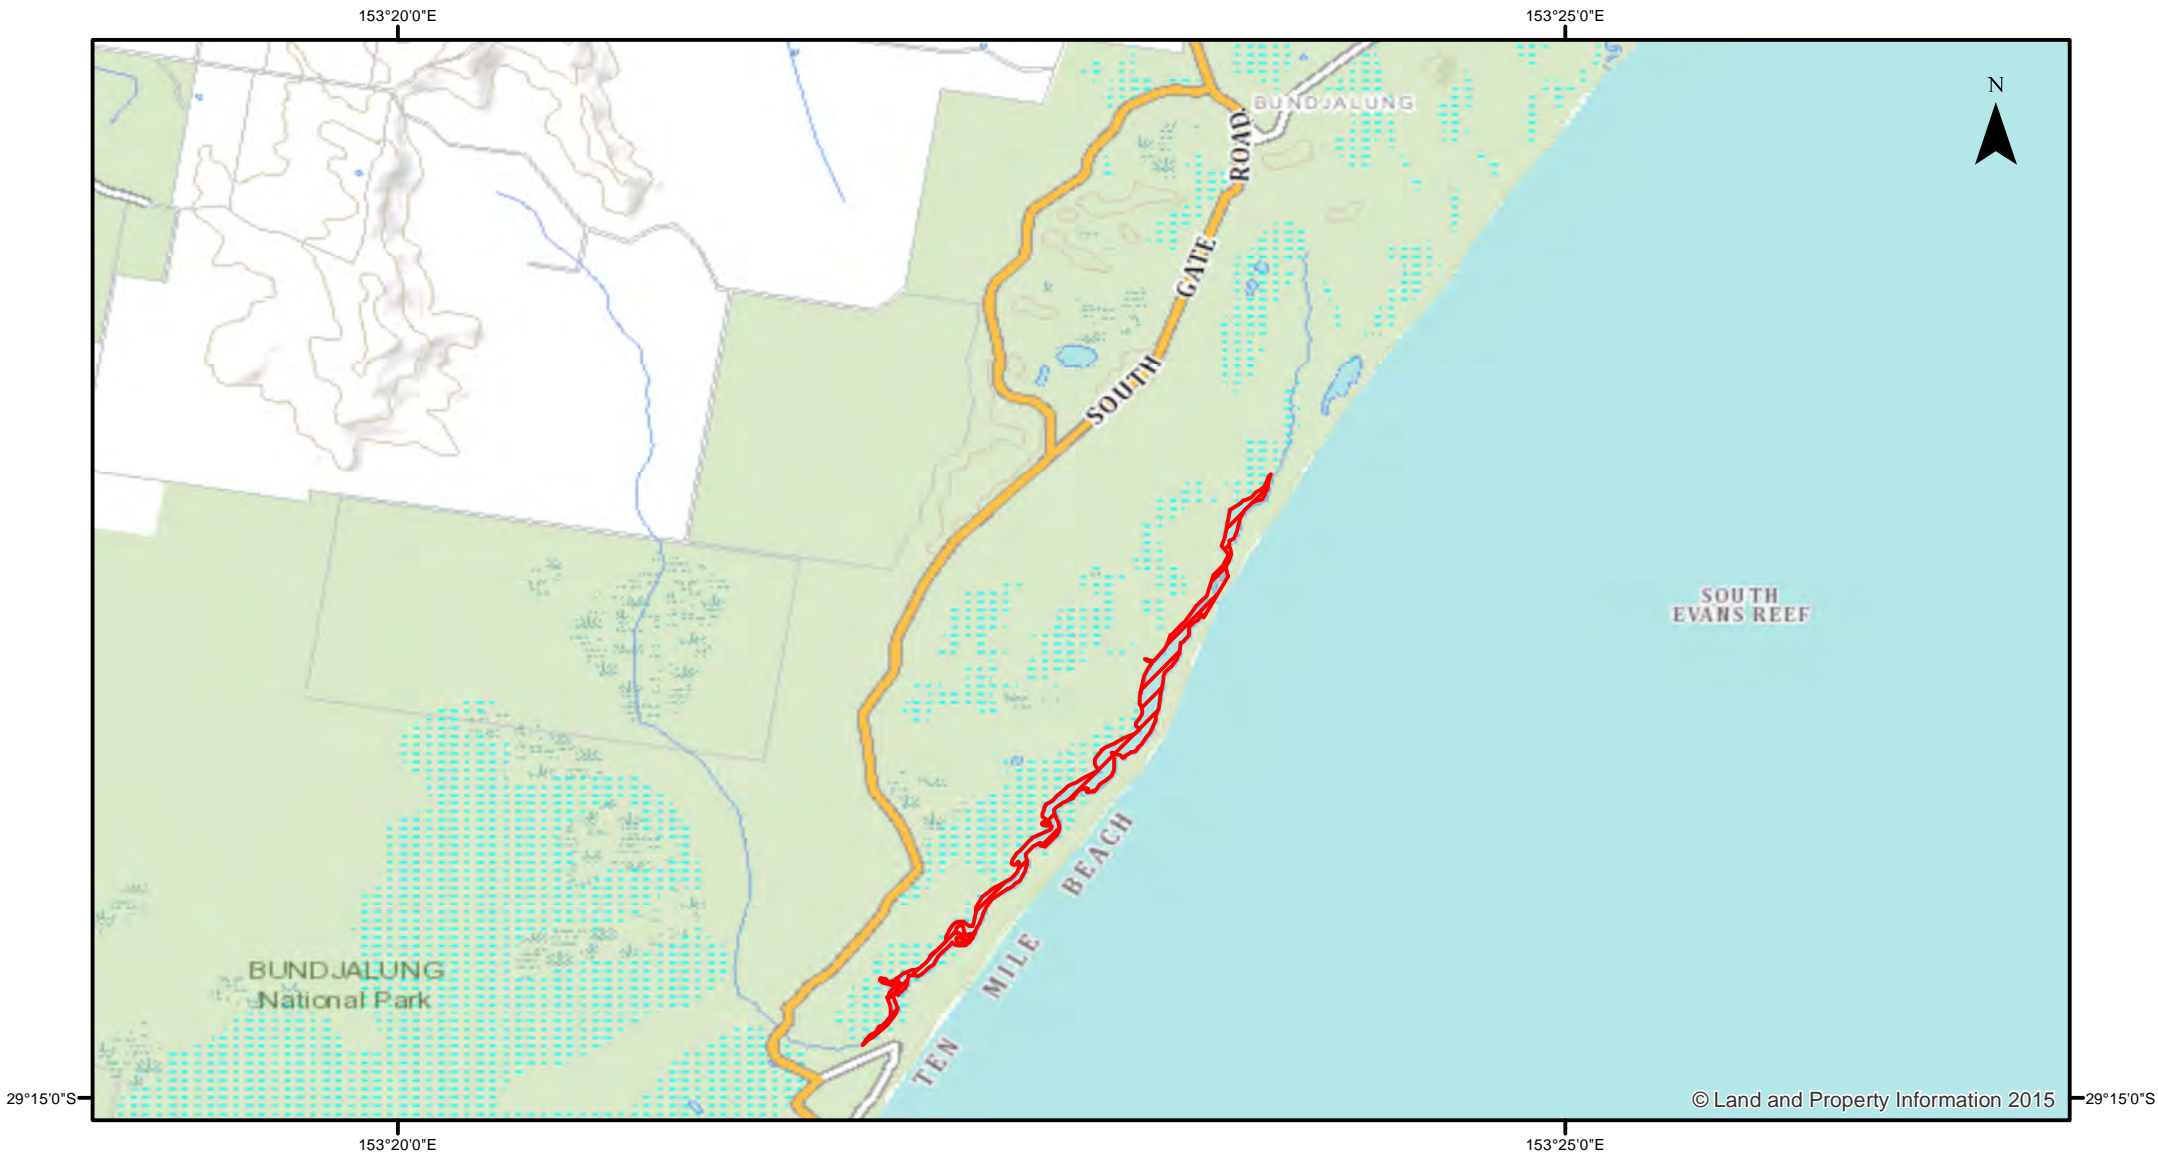 153°20'0"E
153°25'0"E
N
BUNDJALUNG
SOUTH GATE ROAD
SOUTH
EVANS REEF
TEN MILE BEACH
BUNDJALUNG
National Park
29°15'0"S
© Land and Property Information 2015
29°15'0"S
153°20'0"E
153°25'0"E